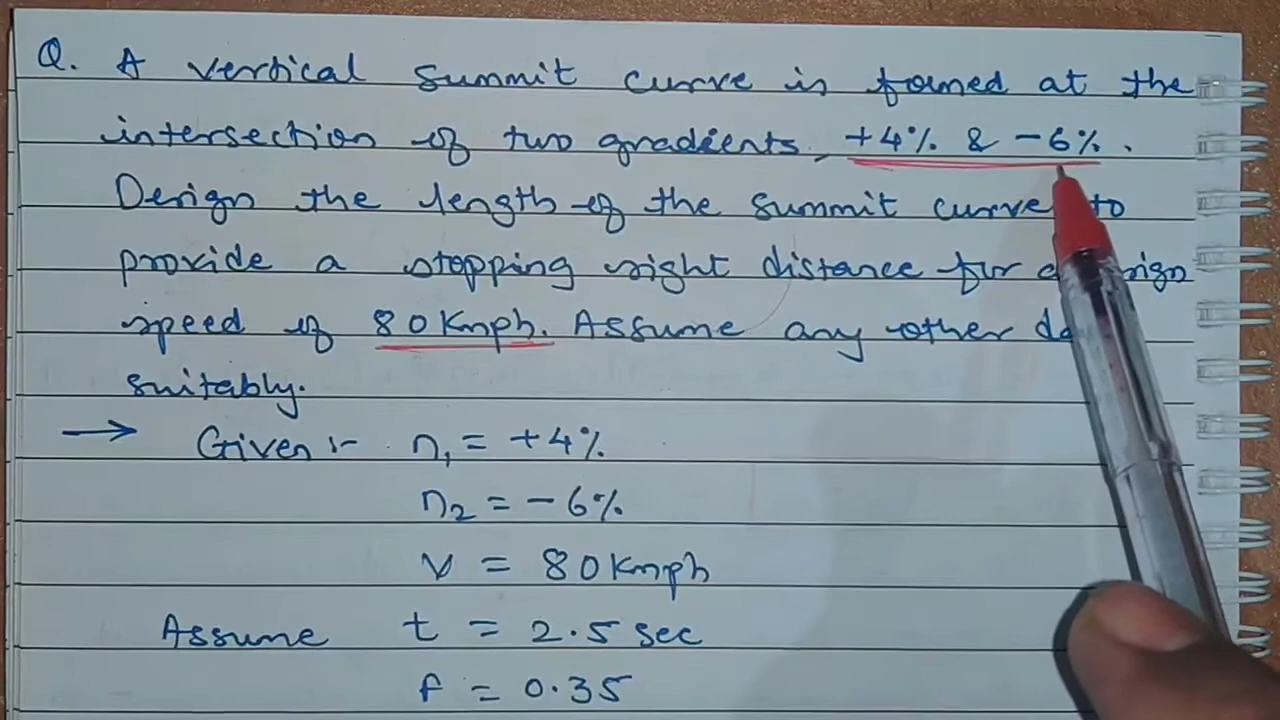 Q. A vertical summit curve is formed at the
intersection of two gradients, +4% & -6%.
Design the length of the summit curve to
provide a stopping sight distance for
speed of 80 Kmph. Assume any other
suitably.
→ Given :- n₁ = +4%
n₂ = -6%
V = 80 Kmph
Assume t = 2.5 sec
f = 0.35